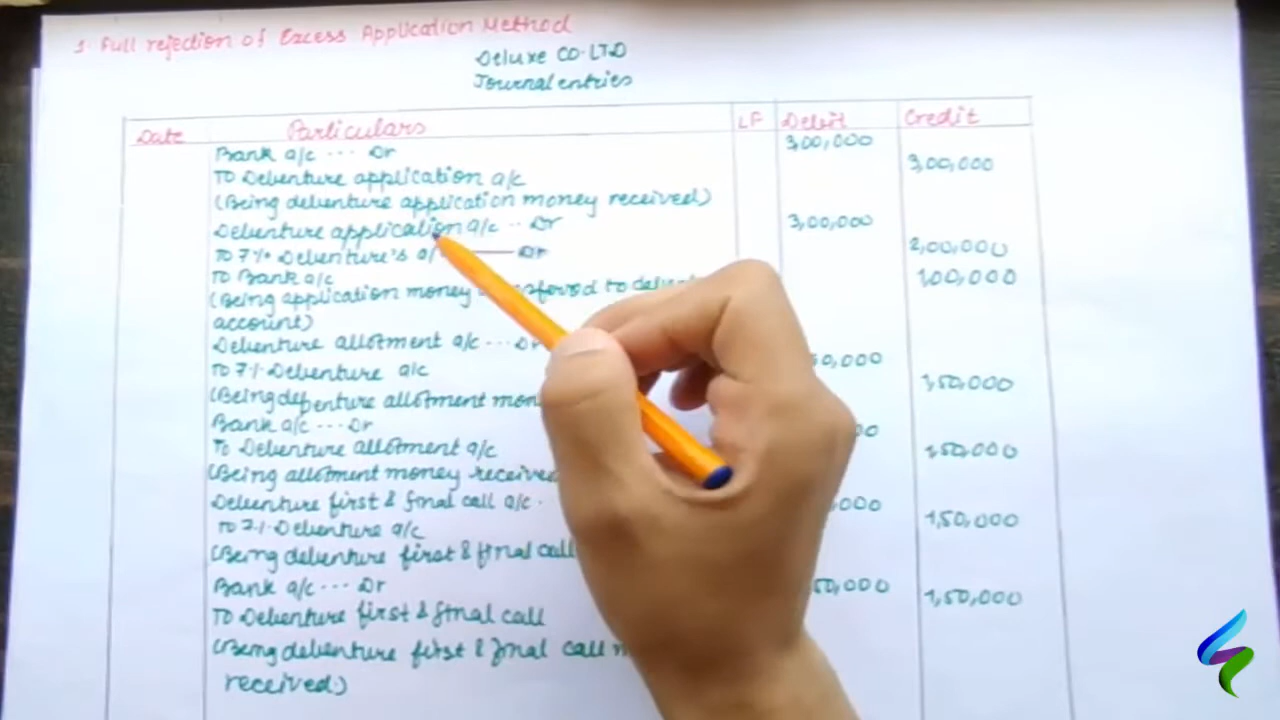 1. Full rejection of Excess Application Method
Deluxe CO. LTD
Journal entries
Date Particulars LF Debit Credit
Bank a/c ... Dr 3,00,000
TO Debenture application a/c 3,00,000
(Being debenture application money received)
Debenture application a/c .. Dr 3,00,000
TO 7% Debenture's Dr 2,00,000
TO Bank a/c 1,00,000
(Being application money to
account)
Debenture allotment a/c ... Dr 
TO 7% Debenture a/c 1,50,000
(Being debenture allotment
Bank a/c ... Dr
To Debenture allotment a/c 1,50,000
(Being allotment money received
Debenture first & final call a/c .
TO 7% Debenture a/c 1,50,000
(Being debenture first & final call
Bank a/c ... Dr
TO Debenture first & final call 1,50,000
(Being debenture first & final call
received)